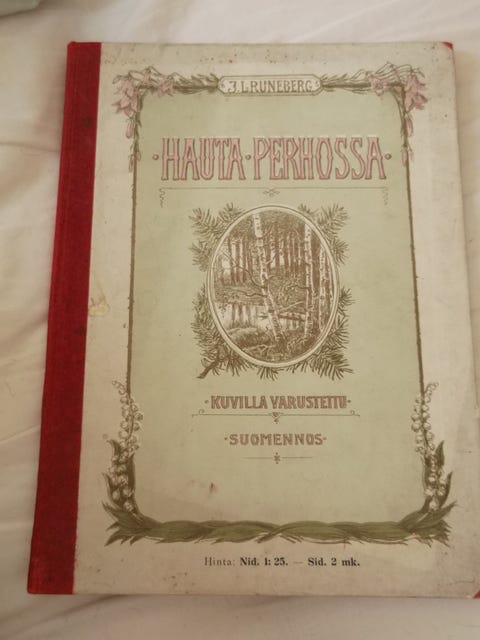 J. L. RUNEBERG
·HAUTA·PERHOSSA·
·KUVILLA VARUSTETTU·
·SUOMENNOS·
Hinta: Nid. 1: 25. — Sid. 2 mk.